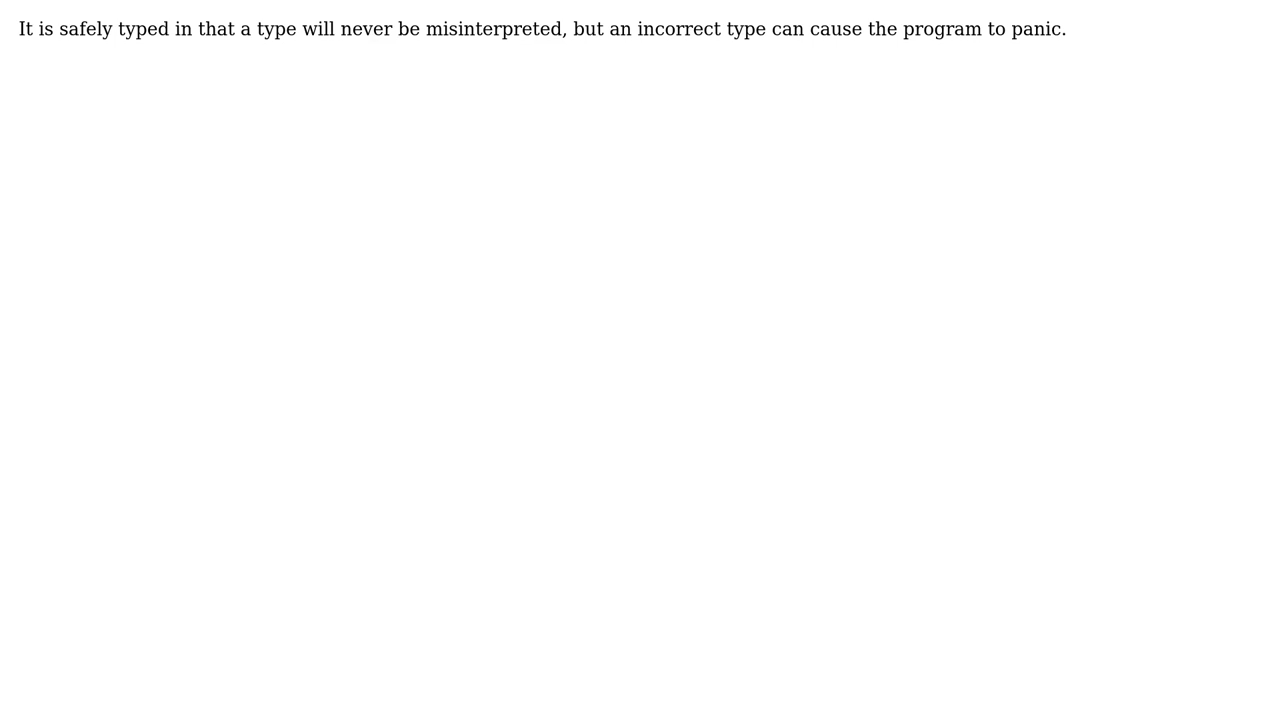 It is safely typed in that a type will never be misinterpreted, but an incorrect type can cause the program to panic.